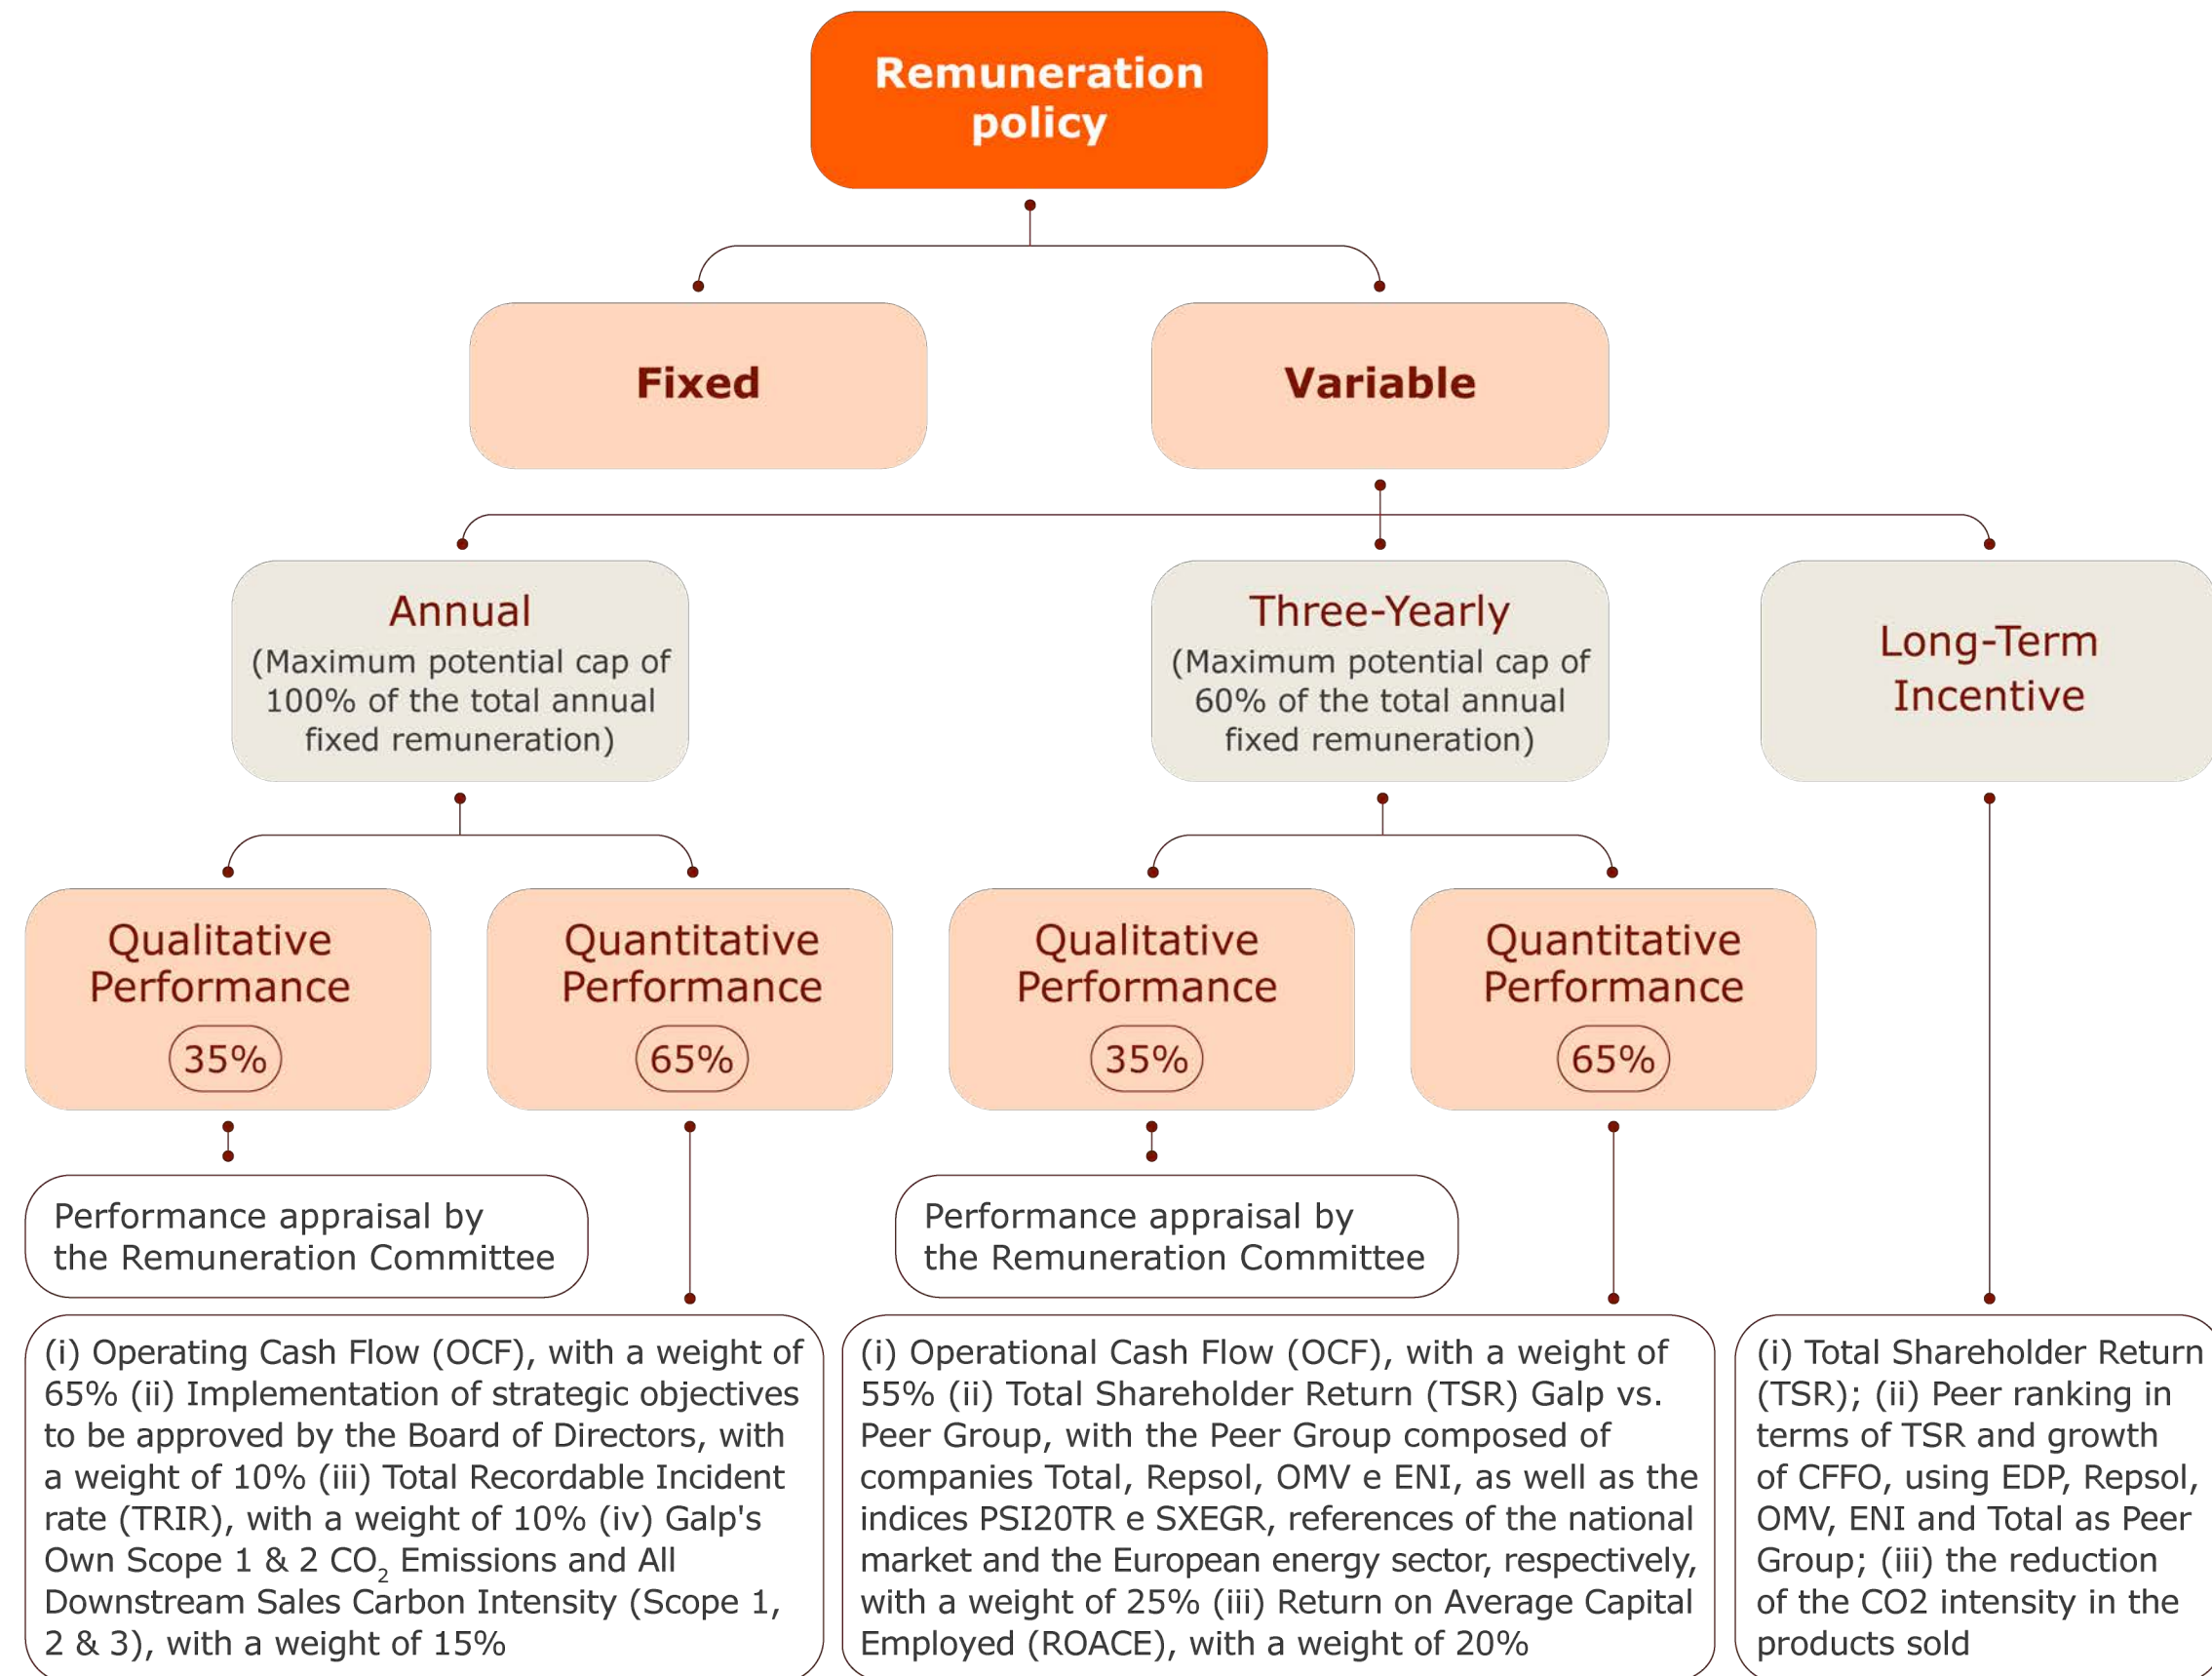 Remuneration
policy
Fixed
Variable
Annual
(Maximum potential cap of
100% of the total annual
fixed remuneration)
Three-Yearly
(Maximum potential cap of
60% of the total annual
fixed remuneration)
Long-Term
Incentive
Qualitative
Performance
35%
Quantitative
Performance
65%
Qualitative
Performance
35%
Quantitative
Performance
65%
Performance appraisal by
the Remuneration Committee
Performance appraisal by
the Remuneration Committee
(i) Operating Cash Flow (OCF), with a weight of
65% (ii) Implementation of strategic objectives
to be approved by the Board of Directors, with
a weight of 10% (iii) Total Recordable Incident
rate (TRIR), with a weight of 10% (iv) Galp's
Own Scope 1 & 2 CO₂ Emissions and All
Downstream Sales Carbon Intensity (Scope 1,
2 & 3), with a weight of 15%
(i) Operational Cash Flow (OCF), with a weight of
55% (ii) Total Shareholder Return (TSR) Galp vs.
Peer Group, with the Peer Group composed of
companies Total, Repsol, OMV e ENI, as well as the
indices PSI20TR e SXEGR, references of the national
market and the European energy sector, respectively,
with a weight of 25% (iii) Return on Average Capital
Employed (ROACE), with a weight of 20%
(i) Total Shareholder Return
(TSR); (ii) Peer ranking in
terms of TSR and growth
of CFFO, using EDP, Repsol,
OMV, ENI and Total as Peer
Group; (iii) the reduction
of the CO2 intensity in the
products sold